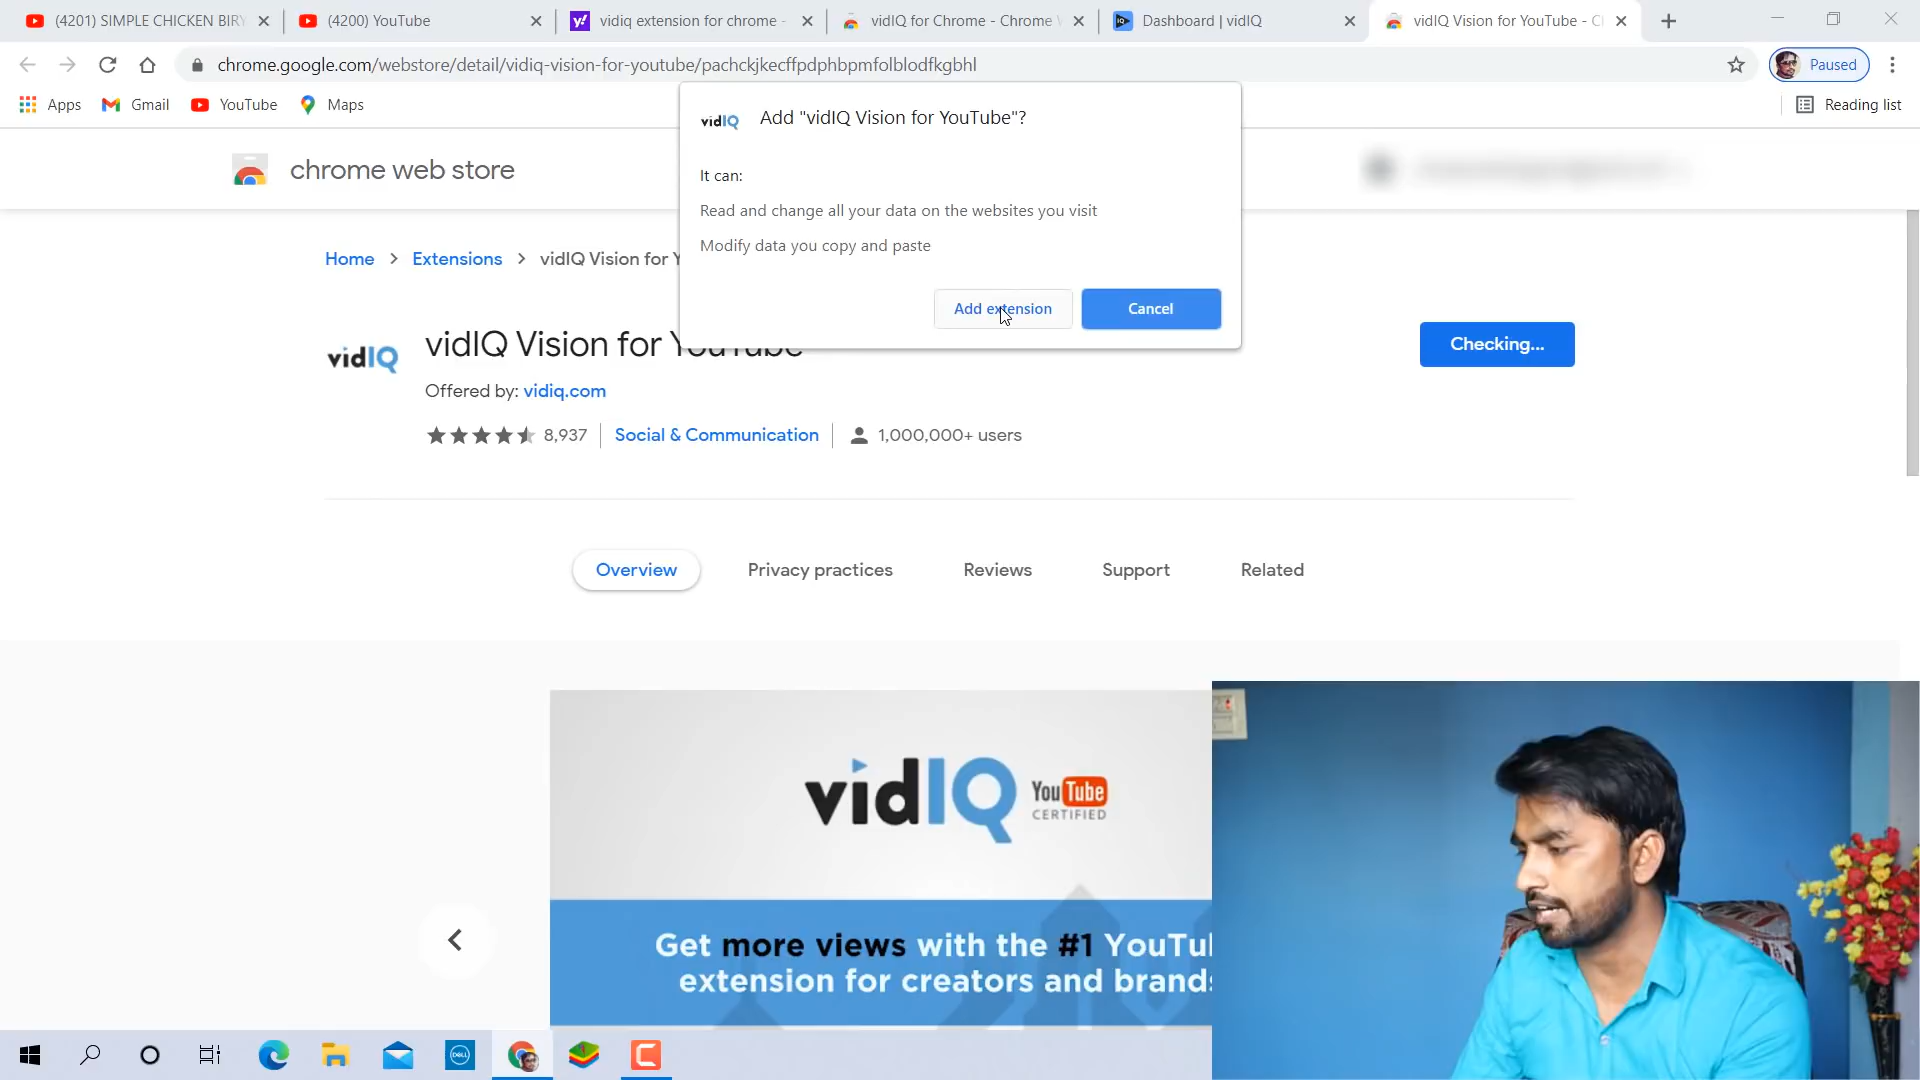 (4201) SIMPLE CHICKEN BIRY
(4200) YouTube
vidiq extension for chrome -
vidIQ for Chrome - Chrome W
Dashboard | vidIQ
vidIQ Vision for YouTube - C
chrome.google.com/webstore/detail/vidiq-vision-for-youtube/pachckjkecffpdphbpmfolblodfkgbhl
Paused
Apps
Gmail
YouTube
Maps
Reading list
vidIQ
Add "vidIQ Vision for YouTube"?
It can:
Read and change all your data on the websites you visit
Modify data you copy and paste
Add extension
Cancel
chrome web store
Home > Extensions > vidIQ Vision for Y
vidIQ
vidIQ Vision for YouTube
Checking...
Offered by: vidiq.com
8,937
Social & Communication
1,000,000+ users
Overview
Privacy practices
Reviews
Support
Related
vidIQ
YouTube
CERTIFIED
Get more views with the #1 YouTu
extension for creators and brands
DELL